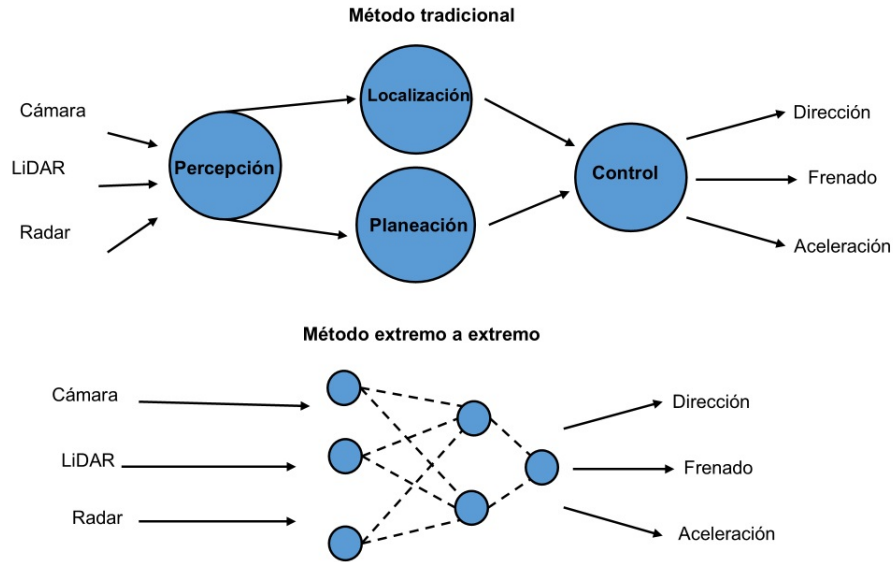 Método tradicional
Cámara
LiDAR
Radar
Percepción
Localización
Planeación
Control
Dirección
Frenado
Aceleración
Método extremo a extremo
Cámara
LiDAR
Radar
Dirección
Frenado
Aceleración